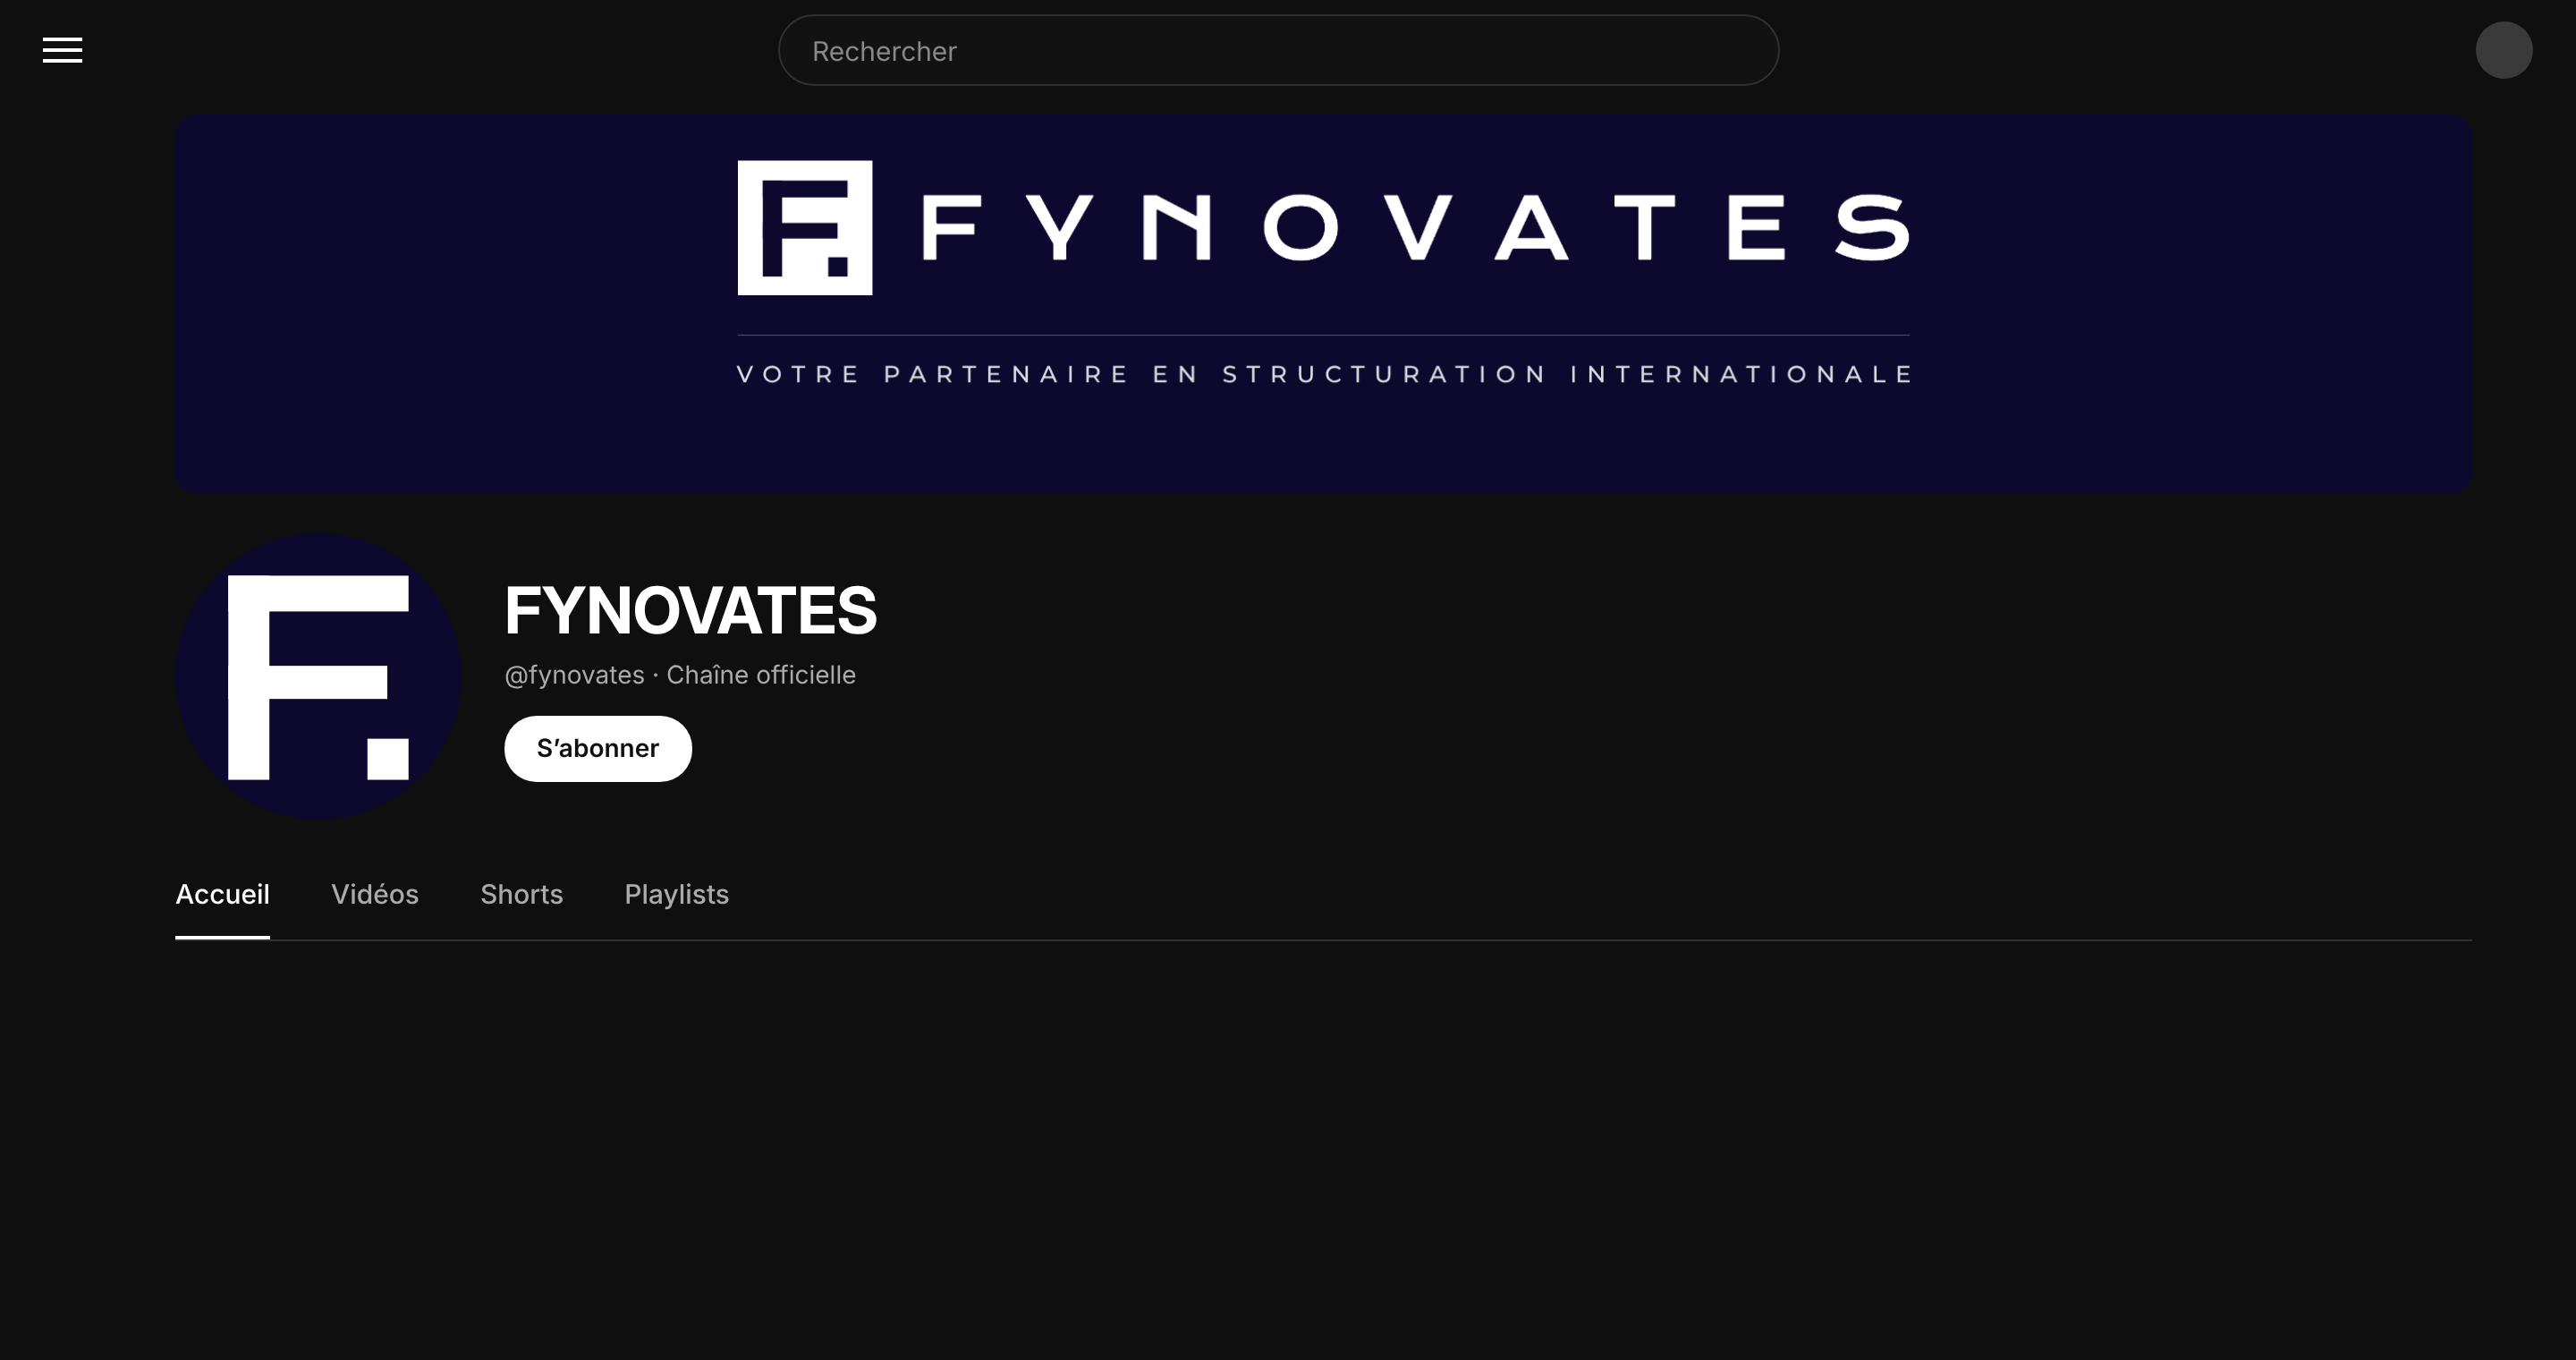 Rechercher
F. FYNOVATES
VOTRE PARTENAIRE EN STRUCTURATION INTERNATIONALE
F.
FYNOVATES
@fynovates · Chaîne officielle
S’abonner
Accueil Vidéos Shorts Playlists